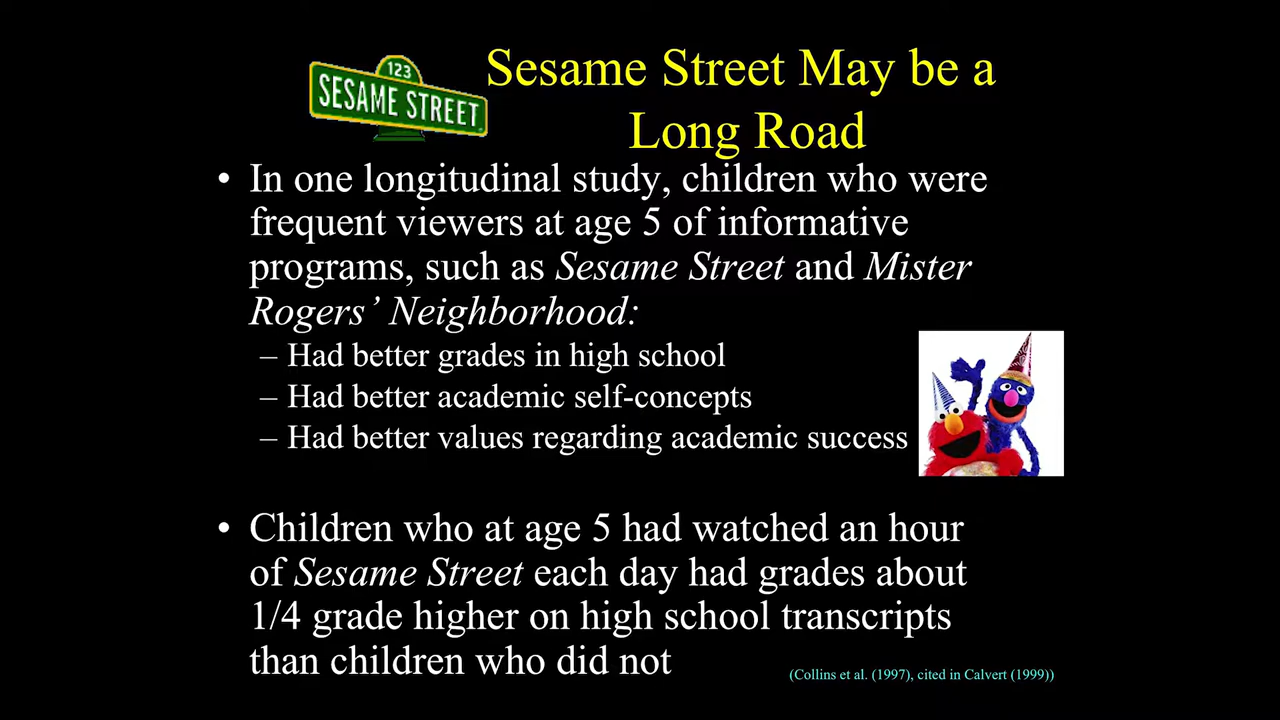 123
SESAME STREET
Sesame Street May be a
Long Road
• In one longitudinal study, children who were
frequent viewers at age 5 of informative
programs, such as Sesame Street and Mister
Rogers’ Neighborhood:
– Had better grades in high school
– Had better academic self-concepts
– Had better values regarding academic success
• Children who at age 5 had watched an hour
of Sesame Street each day had grades about
1/4 grade higher on high school transcripts
than children who did not
(Collins et al. (1997), cited in Calvert (1999))